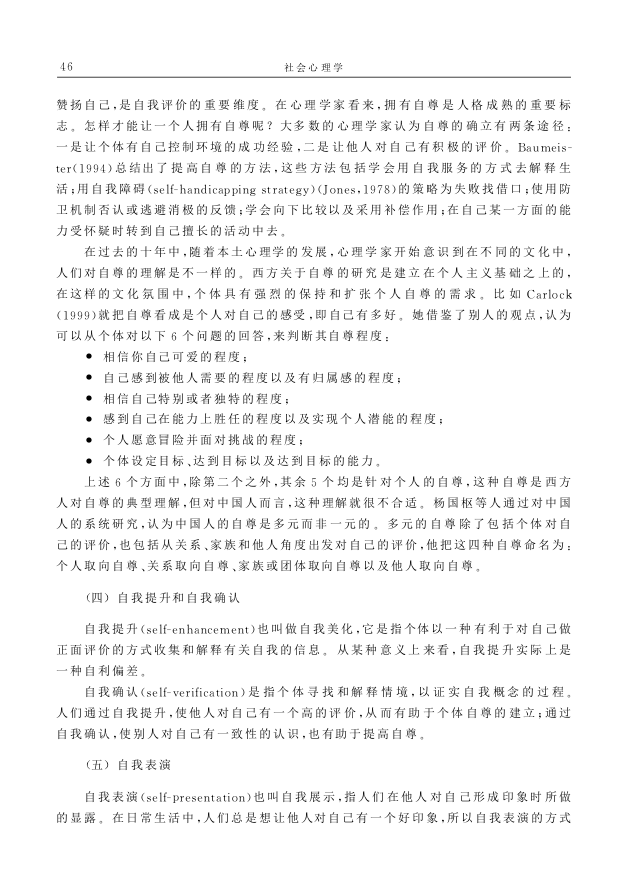 46
社会心理学
赞扬自己,是自我评价的重要维度。在心理学家看来,拥有自尊是人格成熟的重要标
志。怎样才能让一个人拥有自尊呢?大多数的心理学家认为自尊的确立有两条途径:
一是让个体有自己控制环境的成功经验,二是让他人对自己有积极的评价。Baumeis-
ter(1994)总结出了提高自尊的方法,这些方法包括学会用自我服务的方式去解释生
活;用自我障碍(self-handicapping strategy)(Jones,1978)的策略为失败找借口;使用防
卫机制否认或逃避消极的反馈;学会向下比较以及采用补偿作用;在自己某一方面的能
力受怀疑时转到自己擅长的活动中去。
在过去的十年中,随着本土心理学的发展,心理学家开始意识到在不同的文化中,
人们对自尊的理解是不一样的。西方关于自尊的研究是建立在个人主义基础之上的,
在这样的文化氛围中,个体具有强烈的保持和扩张个人自尊的需求。比如 Carlock
(1999)就把自尊看成是个人对自己的感受,即自己有多好。她借鉴了别人的观点,认为
可以从个体对以下 6 个问题的回答,来判断其自尊程度:
● 相信你自己可爱的程度;
● 自己感到被他人需要的程度以及有归属感的程度;
● 相信自己特别或者独特的程度;
● 感到自己在能力上胜任的程度以及实现个人潜能的程度;
● 个人愿意冒险并面对挑战的程度;
● 个体设定目标、达到目标以及达到目标的能力。
上述 6 个方面中,除第二个之外,其余 5 个均是针对个人的自尊,这种自尊是西方
人对自尊的典型理解,但对中国人而言,这种理解就很不合适。杨国枢等人通过对中国
人的系统研究,认为中国人的自尊是多元而非一元的。多元的自尊除了包括个体对自
己的评价,也包括从关系、家族和他人角度出发对自己的评价,他把这四种自尊命名为:
个人取向自尊、关系取向自尊、家族或团体取向自尊以及他人取向自尊。
(四) 自我提升和自我确认
自我提升(self-enhancement)也叫做自我美化,它是指个体以一种有利于对自己做
正面评价的方式收集和解释有关自我的信息。从某种意义上来看,自我提升实际上是
一种自利偏差。
自我确认(self-verification)是指个体寻找和解释情境,以证实自我概念的过程。
人们通过自我提升,使他人对自己有一个高的评价,从而有助于个体自尊的建立;通过
自我确认,使别人对自己有一致性的认识,也有助于提高自尊。
(五) 自我表演
自我表演(self-presentation)也叫自我展示,指人们在他人对自己形成印象时所做
的显露。在日常生活中,人们总是想让他人对自己有一个好印象,所以自我表演的方式